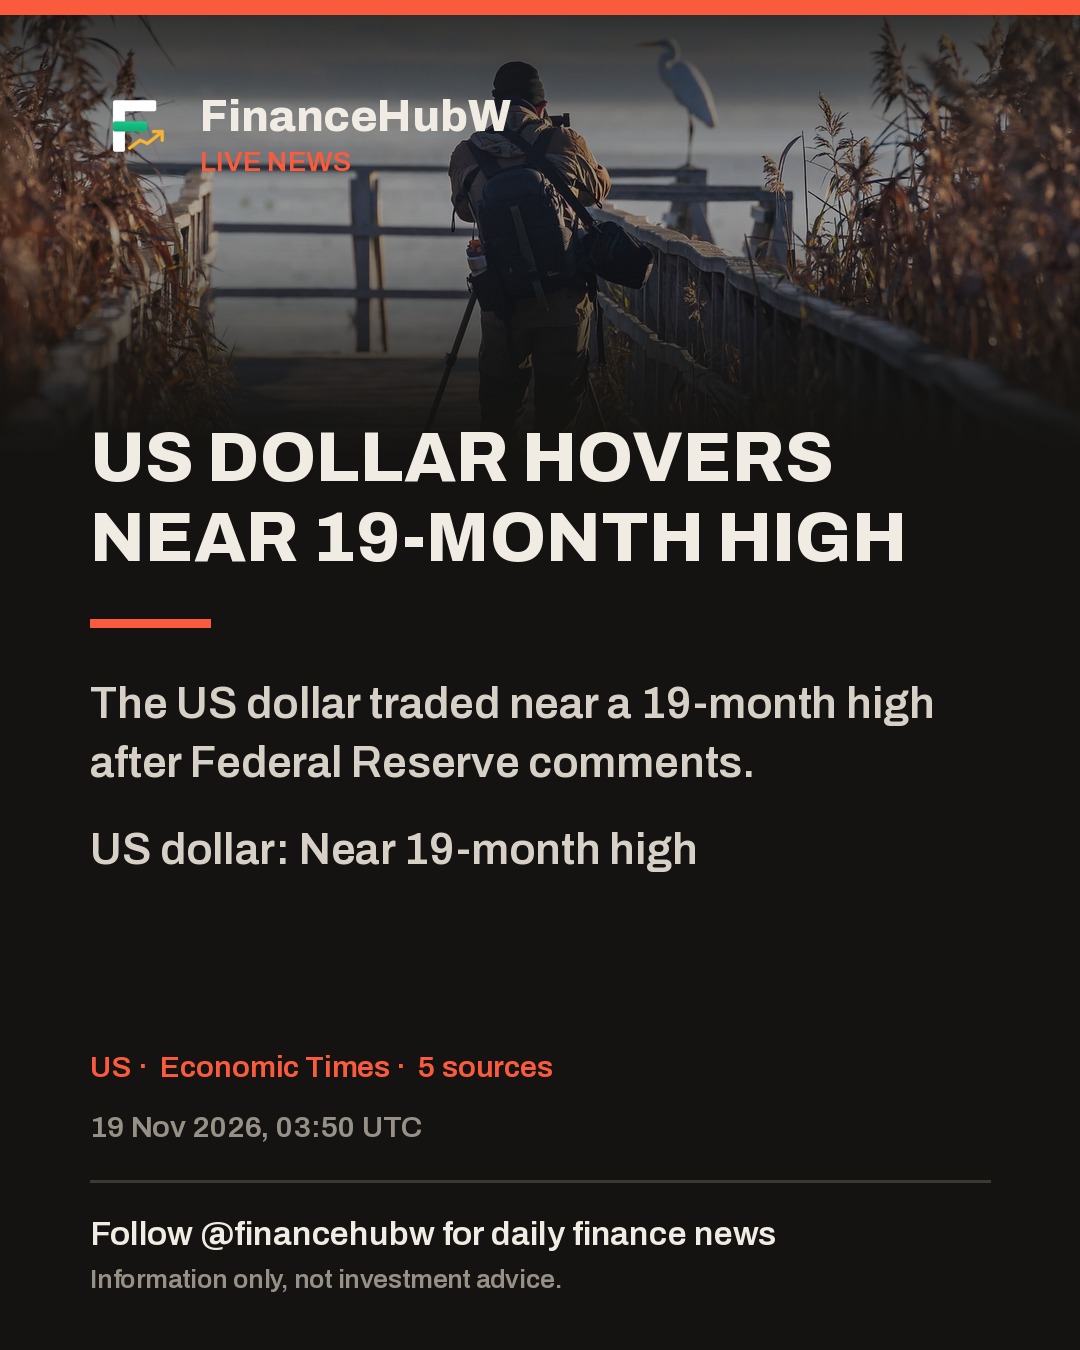 FinanceHubW
LIVE NEWS
US DOLLAR HOVERS
NEAR 19-MONTH HIGH
The US dollar traded near a 19-month high
after Federal Reserve comments.
US dollar: Near 19-month high
US · Economic Times · 5 sources
19 Nov 2026, 03:50 UTC
Follow @financehubw for daily finance news
Information only, not investment advice.